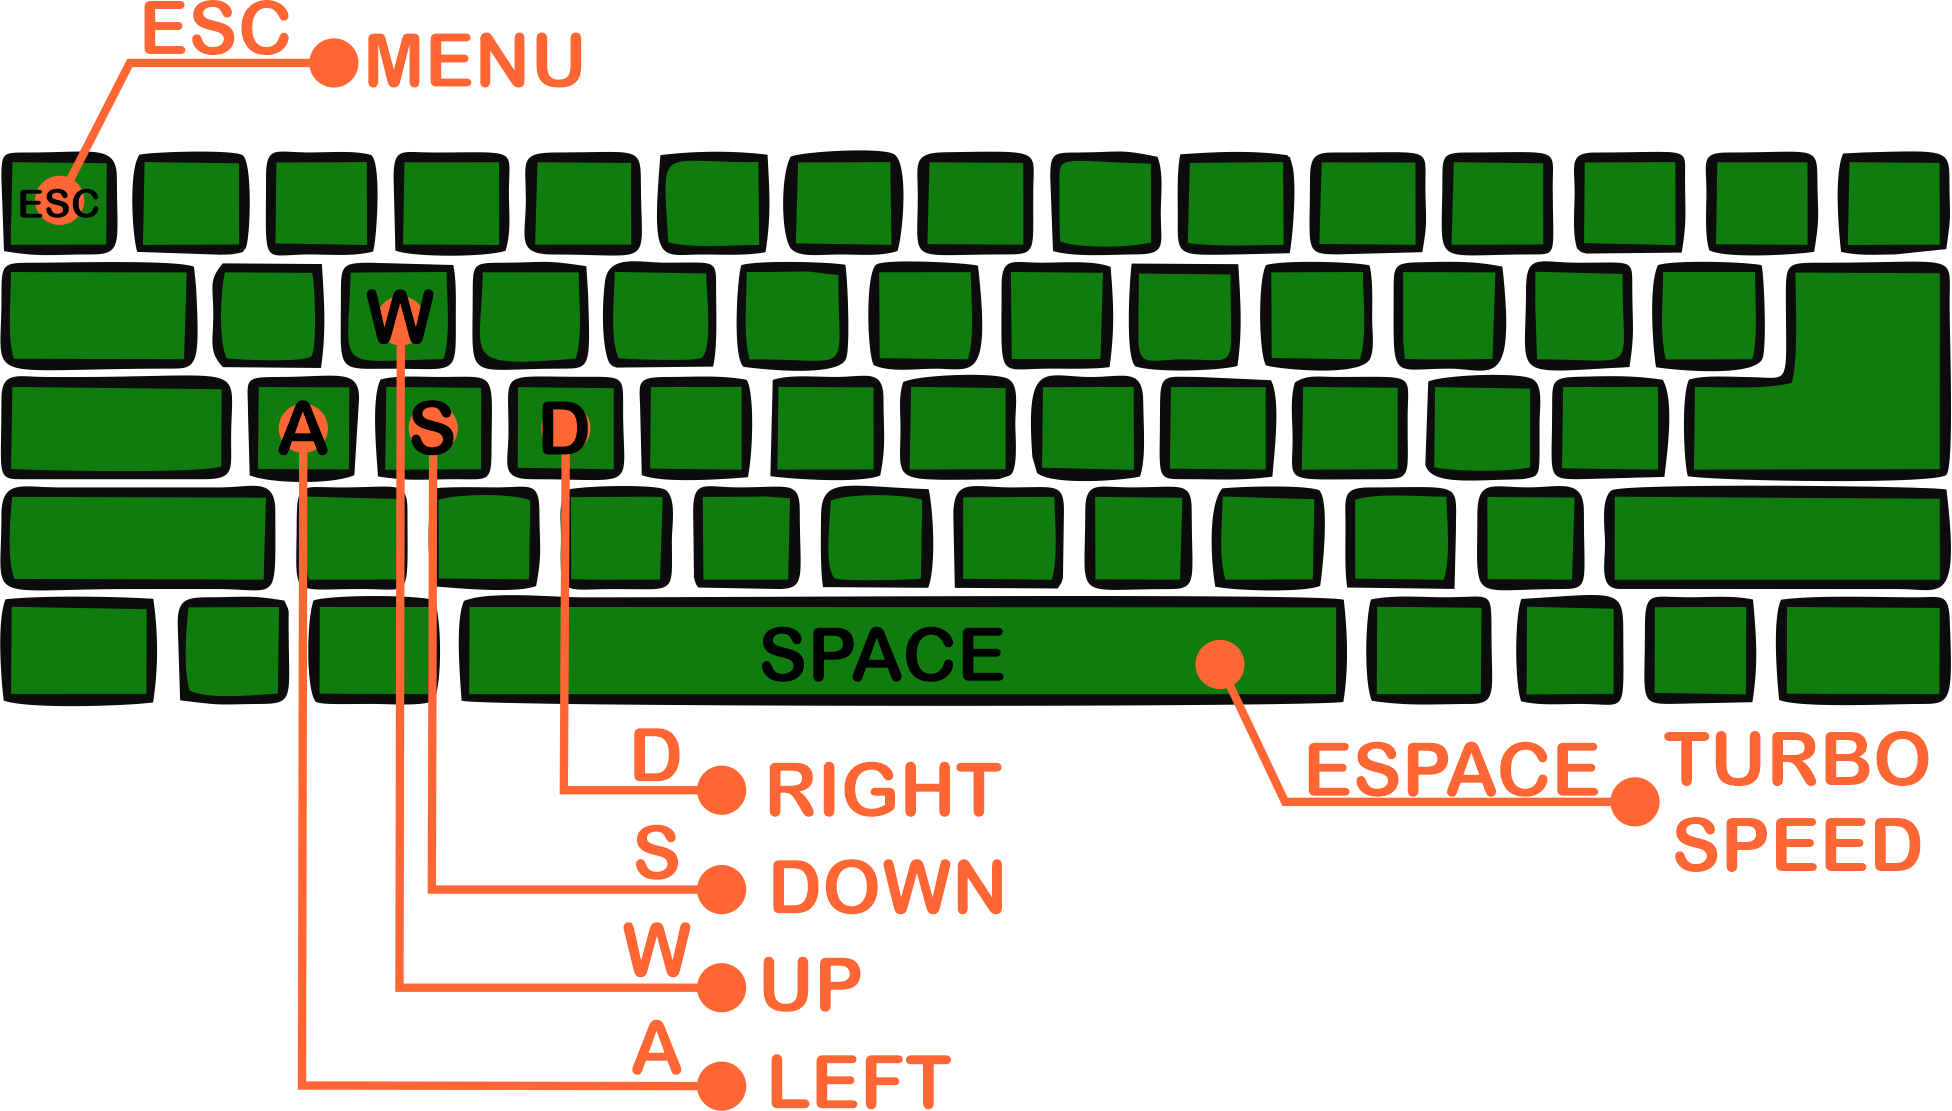 ESC
MENU
ESC
W
A S D
SPACE
D
RIGHT
ESPACE
TURBO
SPEED
S
DOWN
W
UP
A
LEFT